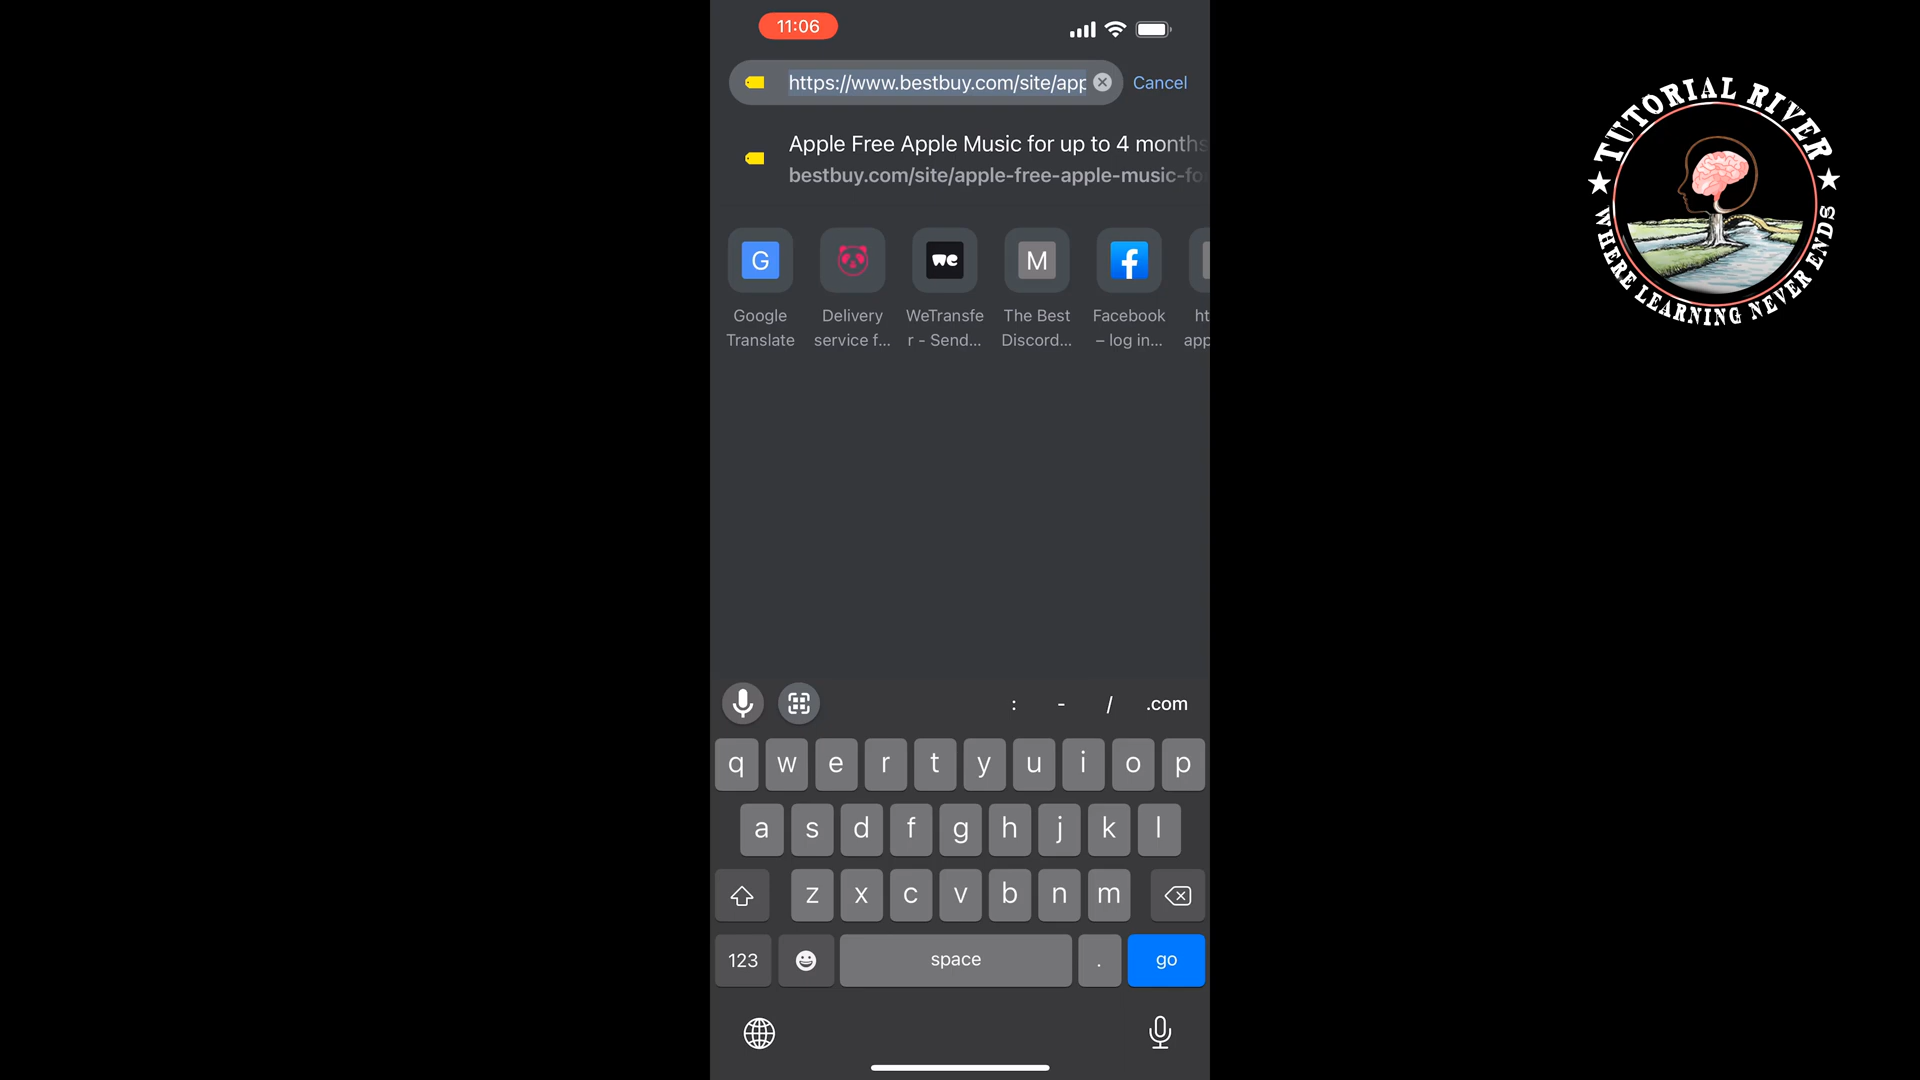 11:06
https://www.bestbuy.com/site/app
Cancel
Apple Free Apple Music for up to 4 months
bestbuy.com/site/apple-free-apple-music-fo
G
we
M
f
Google
Translate
Delivery
service f...
WeTransfe
r - Send...
The Best
Discord...
Facebook
– log in...
ht
app
: - / .com
q w e r t y u i o p
a s d f g h j k l
z x c v b n m
123 space . go
TUTORIAL RIVER
WHERE LEARNING NEVER ENDS